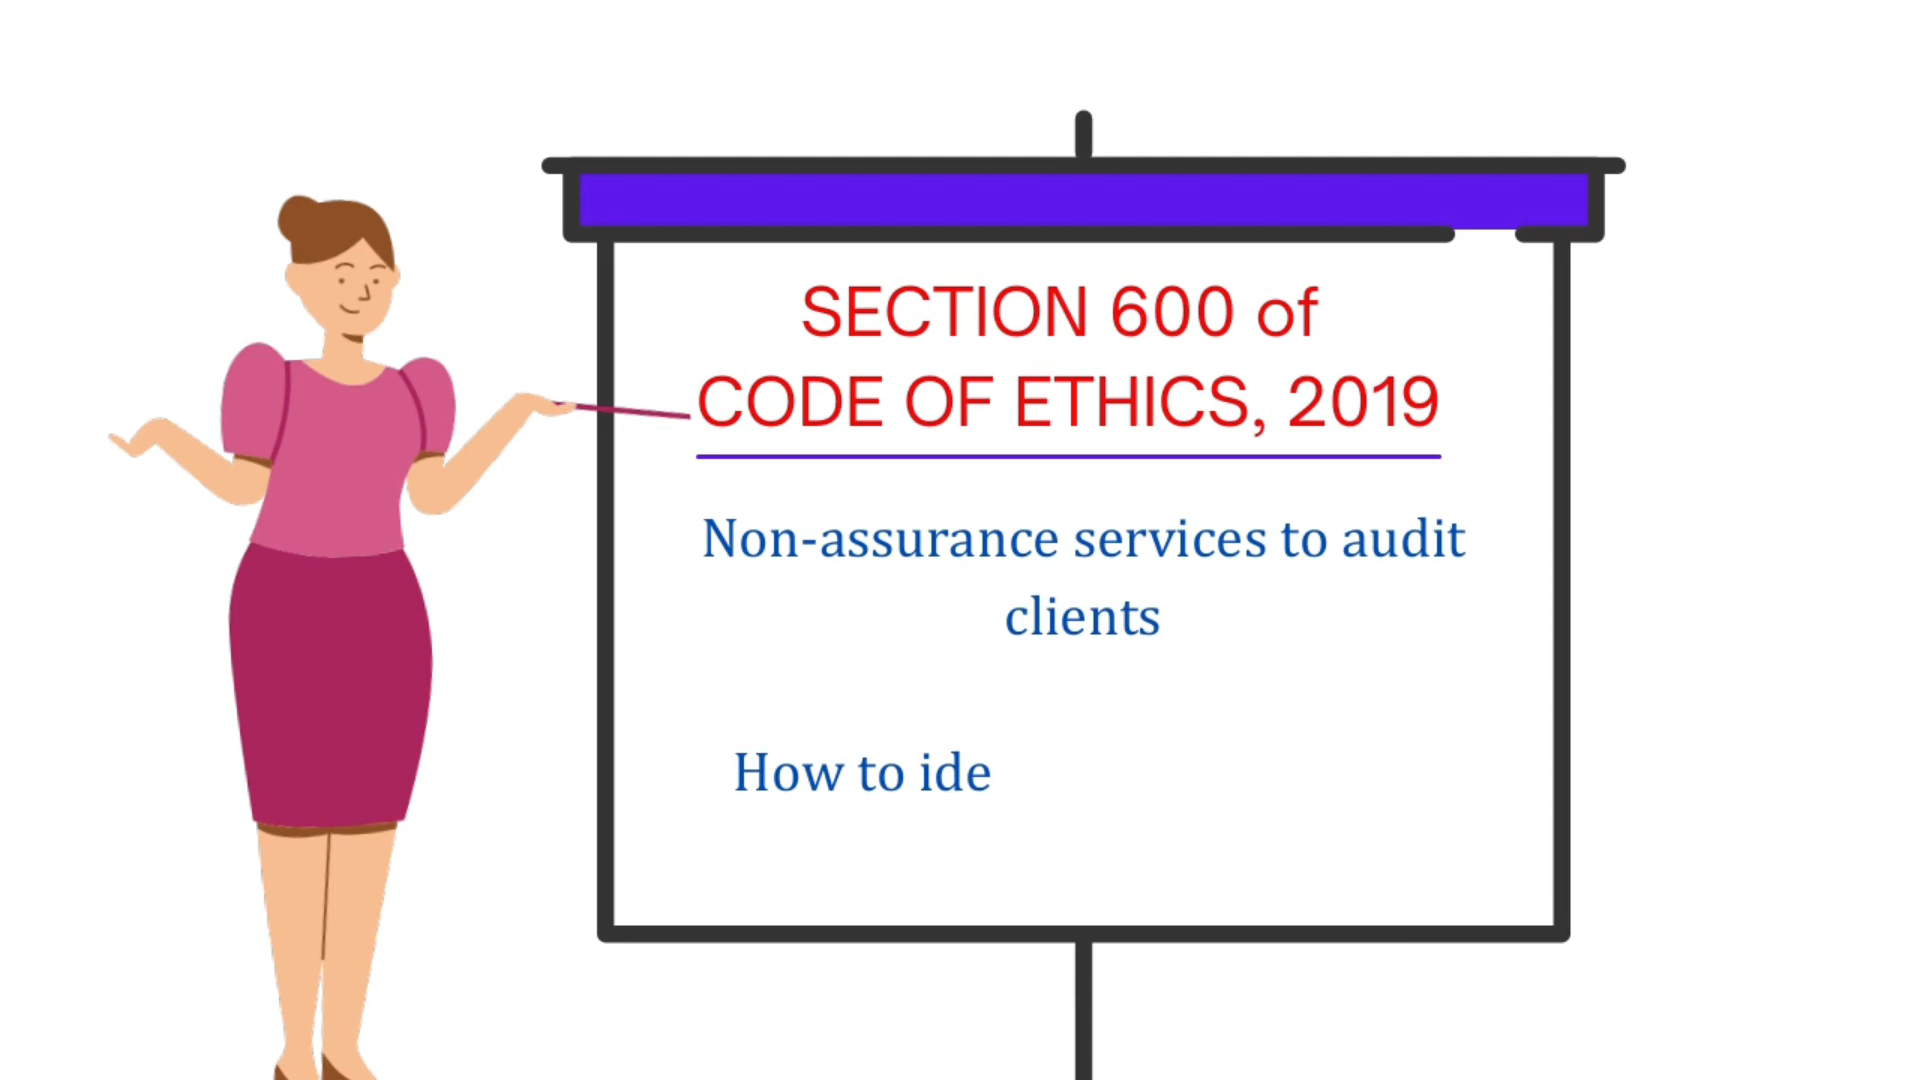 SECTION 600 of
CODE OF ETHICS, 2019
Non-assurance services to audit
clients
How to ide